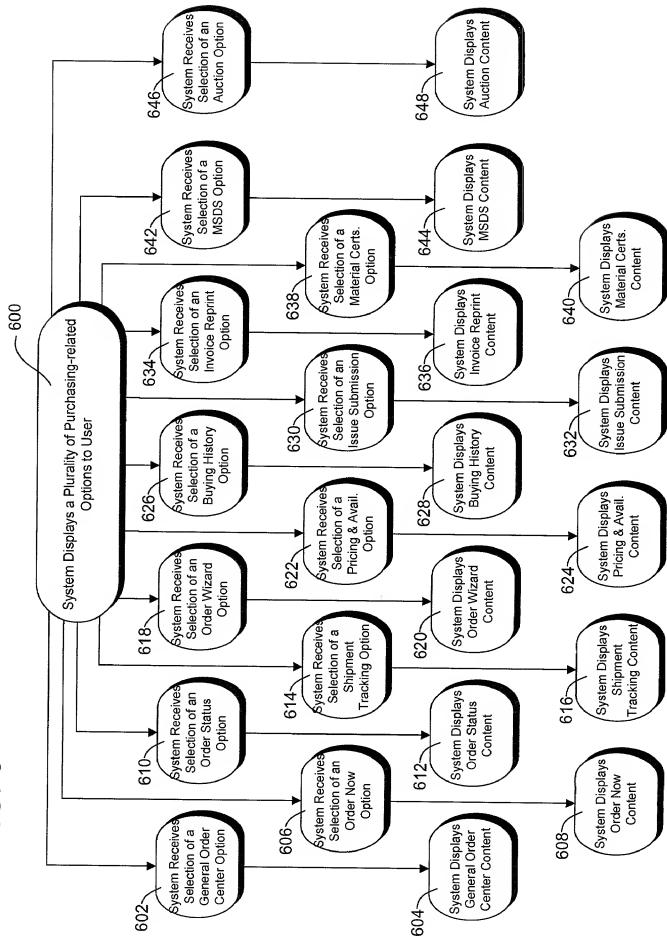 600
System Displays a Plurality of Purchasing-related
Options to User
602
System Receives
Selection of a
General Order
Center Option
604
System Displays
General Order
Center Content
606
System Receives
Selection of an
Order Now
Option
608
System Displays
Order Now
Content
610
System Receives
Selection of an
Order Status
Option
612
System Displays
Order Status
Content
614
System Receives
Selection of a
Shipment
Tracking Option
616
System Displays
Shipment
Tracking Content
618
System Receives
Selection of an
Order Wizard
Option
620
System Displays
Order Wizard
Content
622
System Receives
Selection of a
Pricing & Avail.
Option
624
System Displays
Pricing & Avail.
Content
626
System Receives
Selection of a
Buying History
Option
628
System Displays
Buying History
Content
630
System Receives
Selection of an
Issue Submission
Option
632
System Displays
Issue Submission
Content
634
System Receives
Selection of an
Invoice Reprint
Option
636
System Displays
Invoice Reprint
Content
638
System Receives
Selection of a
Material Certs.
Option
640
System Displays
Material Certs.
Content
642
System Receives
Selection of a
MSDS Option
644
System Displays
MSDS Content
646
System Receives
Selection of an
Auction Option
648
System Displays
Auction Content